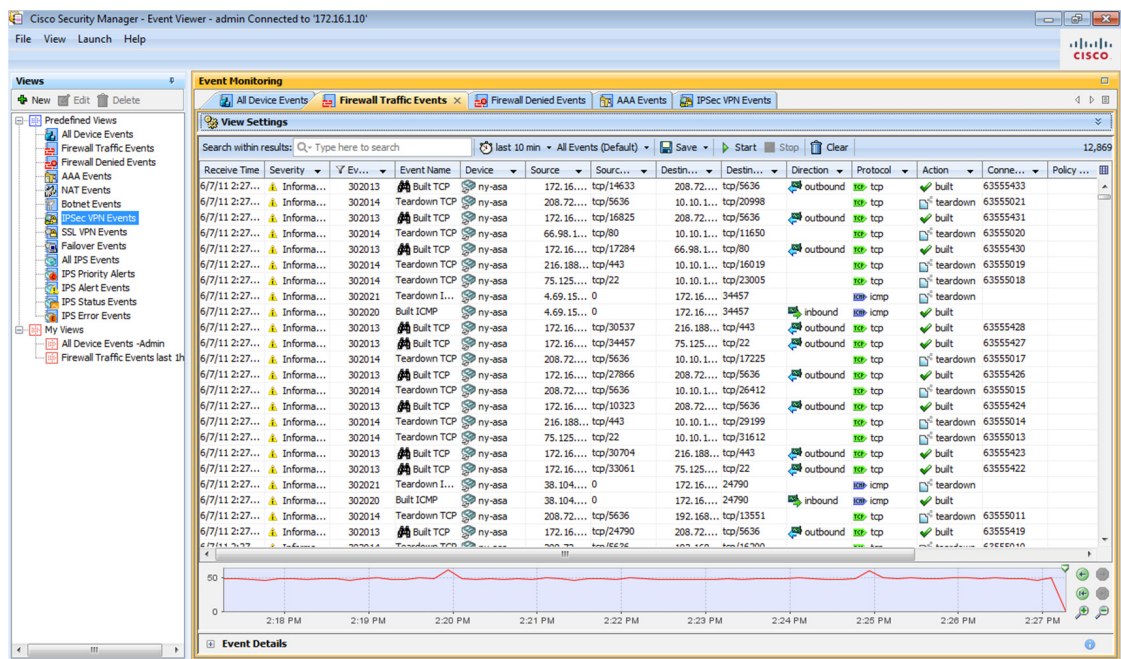 Cisco Security Manager - Event Viewer - admin Connected to '172.16.1.10'
File View Launch Help
CISCO
Views
New Edit Delete
Predefined Views
All Device Events
Firewall Traffic Events
Firewall Denied Events
AAA Events
NAT Events
Botnet Events
IPSec VPN Events
SSL VPN Events
Failover Events
All IPS Events
IPS Priority Alerts
IPS Alert Events
IPS Status Events
IPS Error Events
My Views
All Device Events -Admin
Firewall Traffic Events last 1h
Event Monitoring
All Device Events Firewall Traffic Events × Firewall Denied Events AAA Events IPSec VPN Events
View Settings
Search within results: Type here to search last 10 min All Events (Default) Save Start Stop Clear 12,869
Receive Time Severity Ev... Event Name Device Source Sourc... Destin... Destin... Direction Protocol Action Conne... Policy ...
6/7/11 2:27... Informa... 302013 Built TCP ny-asa 172.16.... tcp/14633 208.72.... tcp/5636 outbound TCP tcp built 63555433
6/7/11 2:27... Informa... 302014 Teardown TCP ny-asa 208.72.... tcp/5636 10.10.1... tcp/20998 TCP tcp teardown 63555021
6/7/11 2:27... Informa... 302013 Built TCP ny-asa 172.16.... tcp/16825 208.72.... tcp/5636 outbound TCP tcp built 63555431
6/7/11 2:27... Informa... 302014 Teardown TCP ny-asa 66.98.1... tcp/80 10.10.1... tcp/11650 TCP tcp teardown 63555020
6/7/11 2:27... Informa... 302013 Built TCP ny-asa 172.16.... tcp/17284 66.98.1... tcp/80 outbound TCP tcp built 63555430
6/7/11 2:27... Informa... 302014 Teardown TCP ny-asa 216.188... tcp/443 10.10.1... tcp/16019 TCP tcp teardown 63555019
6/7/11 2:27... Informa... 302014 Teardown TCP ny-asa 75.125.... tcp/22 10.10.1... tcp/23005 TCP tcp teardown 63555018
6/7/11 2:27... Informa... 302021 Teardown I... ny-asa 4.69.15... 0 172.16.... 34457 icmp teardown
6/7/11 2:27... Informa... 302020 Built ICMP ny-asa 4.69.15... 0 172.16.... 34457 inbound icmp built
6/7/11 2:27... Informa... 302013 Built TCP ny-asa 172.16.... tcp/30537 216.188... tcp/443 outbound TCP tcp built 63555428
6/7/11 2:27... Informa... 302013 Built TCP ny-asa 172.16.... tcp/34457 75.125.... tcp/22 outbound TCP tcp built 63555427
6/7/11 2:27... Informa... 302014 Teardown TCP ny-asa 208.72.... tcp/5636 10.10.1... tcp/17225 TCP tcp teardown 63555017
6/7/11 2:27... Informa... 302013 Built TCP ny-asa 172.16.... tcp/27866 208.72.... tcp/5636 outbound TCP tcp built 63555426
6/7/11 2:27... Informa... 302014 Teardown TCP ny-asa 208.72.... tcp/5636 10.10.1... tcp/26412 TCP tcp teardown 63555015
6/7/11 2:27... Informa... 302013 Built TCP ny-asa 172.16.... tcp/10323 208.72.... tcp/5636 outbound TCP tcp built 63555424
6/7/11 2:27... Informa... 302014 Teardown TCP ny-asa 216.188... tcp/443 10.10.1... tcp/29199 TCP tcp teardown 63555014
6/7/11 2:27... Informa... 302014 Teardown TCP ny-asa 75.125.... tcp/22 10.10.1... tcp/31612 TCP tcp teardown 63555013
6/7/11 2:27... Informa... 302013 Built TCP ny-asa 172.16.... tcp/30704 216.188... tcp/443 outbound TCP tcp built 63555423
6/7/11 2:27... Informa... 302013 Built TCP ny-asa 172.16.... tcp/33061 75.125.... tcp/22 outbound TCP tcp built 63555422
6/7/11 2:27... Informa... 302021 Teardown I... ny-asa 38.104.... 0 172.16.... 24790 icmp teardown
6/7/11 2:27... Informa... 302020 Built ICMP ny-asa 38.104.... 0 172.16.... 24790 inbound icmp built
6/7/11 2:27... Informa... 302014 Teardown TCP ny-asa 208.72.... tcp/5636 192.168... tcp/13551 TCP tcp teardown 63555011
6/7/11 2:27... Informa... 302013 Built TCP ny-asa 172.16.... tcp/24790 208.72.... tcp/5636 outbound TCP tcp built 63555419
50
0
2:18 PM 2:19 PM 2:20 PM 2:21 PM 2:22 PM 2:23 PM 2:24 PM 2:25 PM 2:26 PM 2:27 PM
Event Details